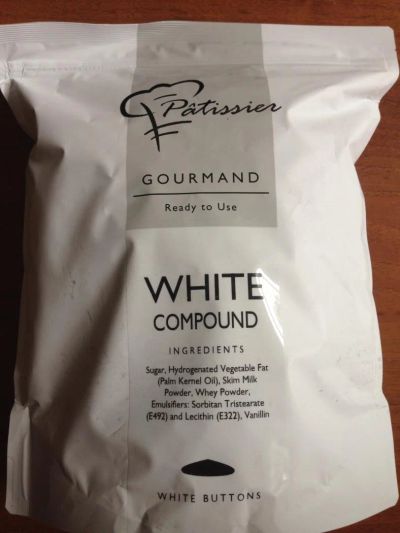 Pâtissier
GOURMAND
Ready to Use
WHITE
COMPOUND
INGREDIENTS
Sugar, Hydrogenated Vegetable Fat
(Palm Kernel Oil), Skim Milk
Powder, Whey Powder,
Emulsifiers: Sorbitan Tristearate
(E492) and Lecithin (E322), Vanillin
WHITE BUTTONS